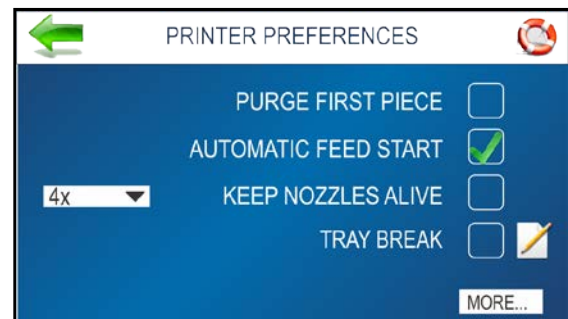 PRINTER PREFERENCES
PURGE FIRST PIECE
AUTOMATIC FEED START
4x KEEP NOZZLES ALIVE
TRAY BREAK
MORE...